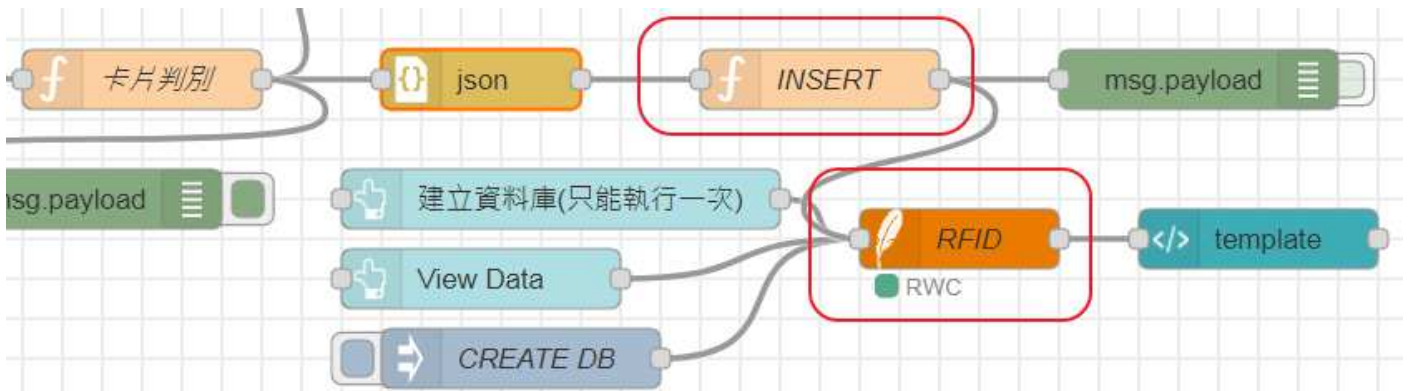 卡片判別
json
INSERT
msg.payload
msg.payload
建立資料庫(只能執行一次)
RFID
template
RWC
View Data
CREATE DB